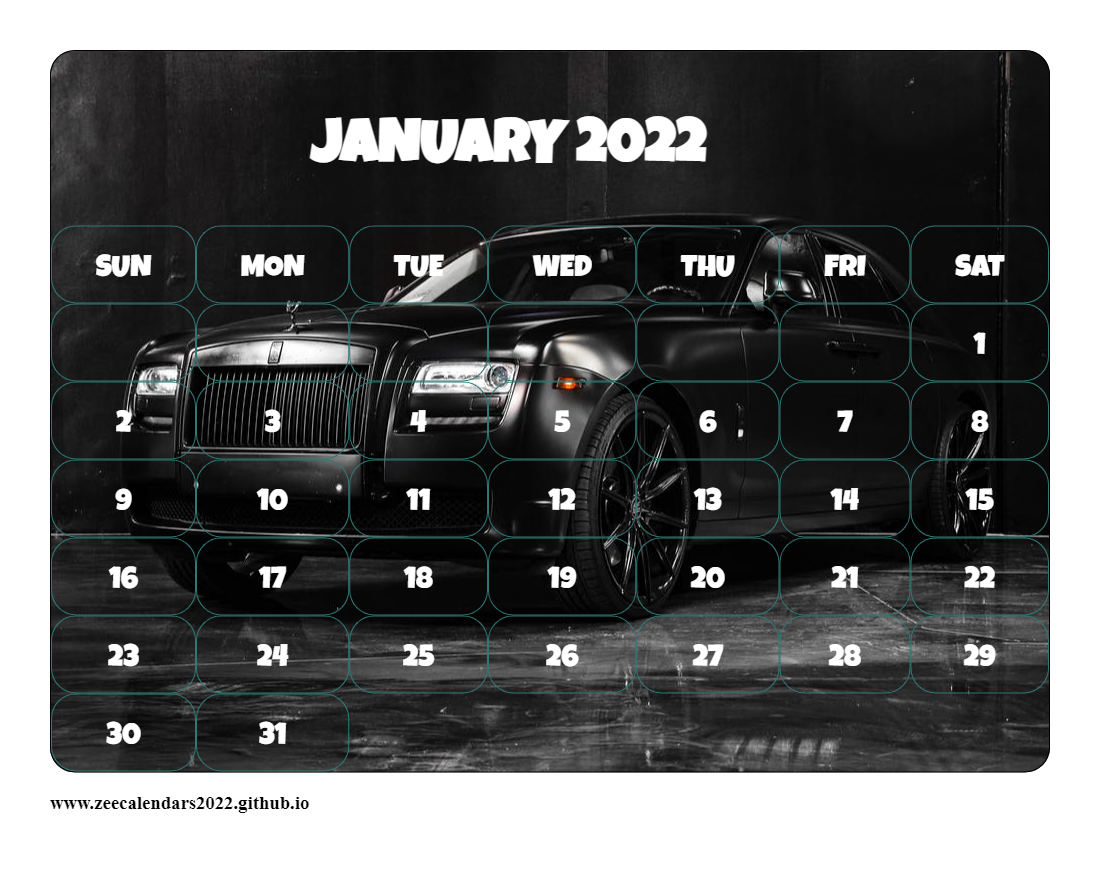 JANUARY 2022
SUN MON TUE WED THU FRI SAT
1
2 3 4 5 6 7 8
9 10 11 12 13 14 15
16 17 18 19 20 21 22
23 24 25 26 27 28 29
30 31
www.zeecalendars2022.github.io